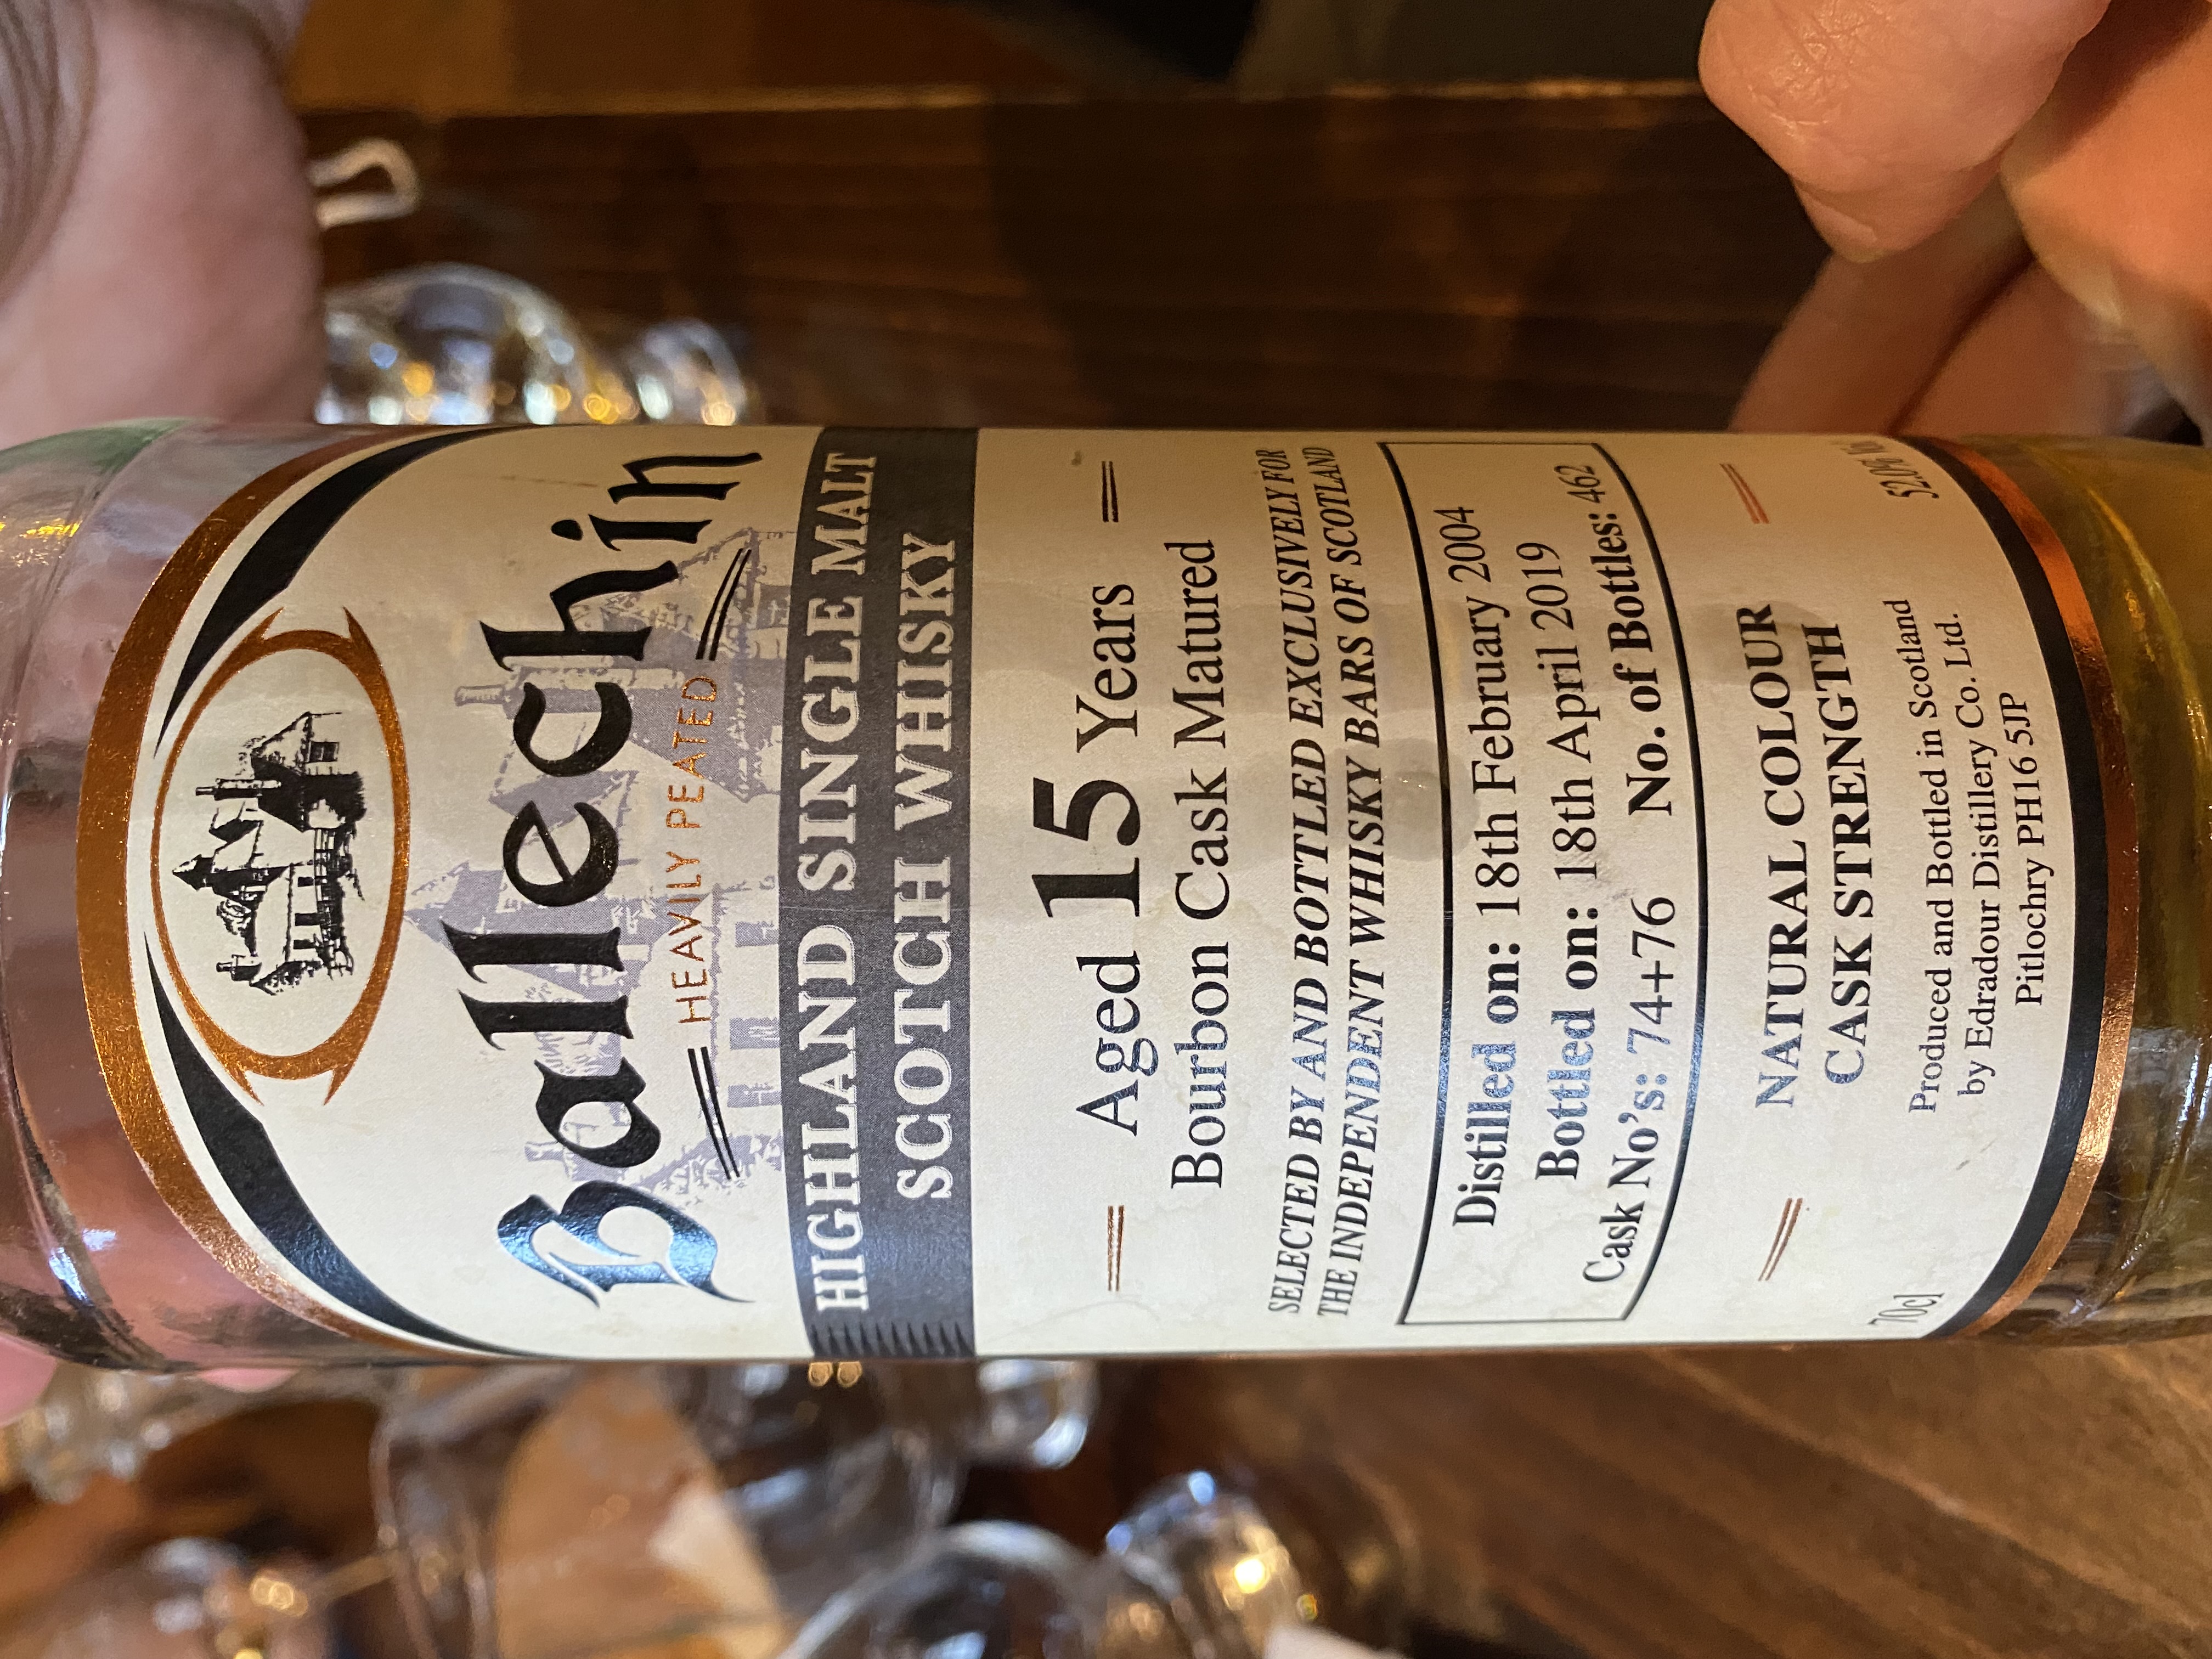 Ballechin
HEAVILY PEATED
HIGHLAND SINGLE MALT
SCOTCH WHISKY
Aged 15 Years
Bourbon Cask Matured
SELECTED BY AND BOTTLED EXCLUSIVELY FOR
THE INDEPENDENT WHISKY BARS OF SCOTLAND
Distilled on: 18th February 2004
Bottled on: 18th April 2019
Cask No's: 74+76 No. of Bottles: 462
NATURAL COLOUR
CASK STRENGTH
Produced and Bottled in Scotland
by Edradour Distillery Co. Ltd.
Pitlochry PH16 5JP
70cl 52.0%